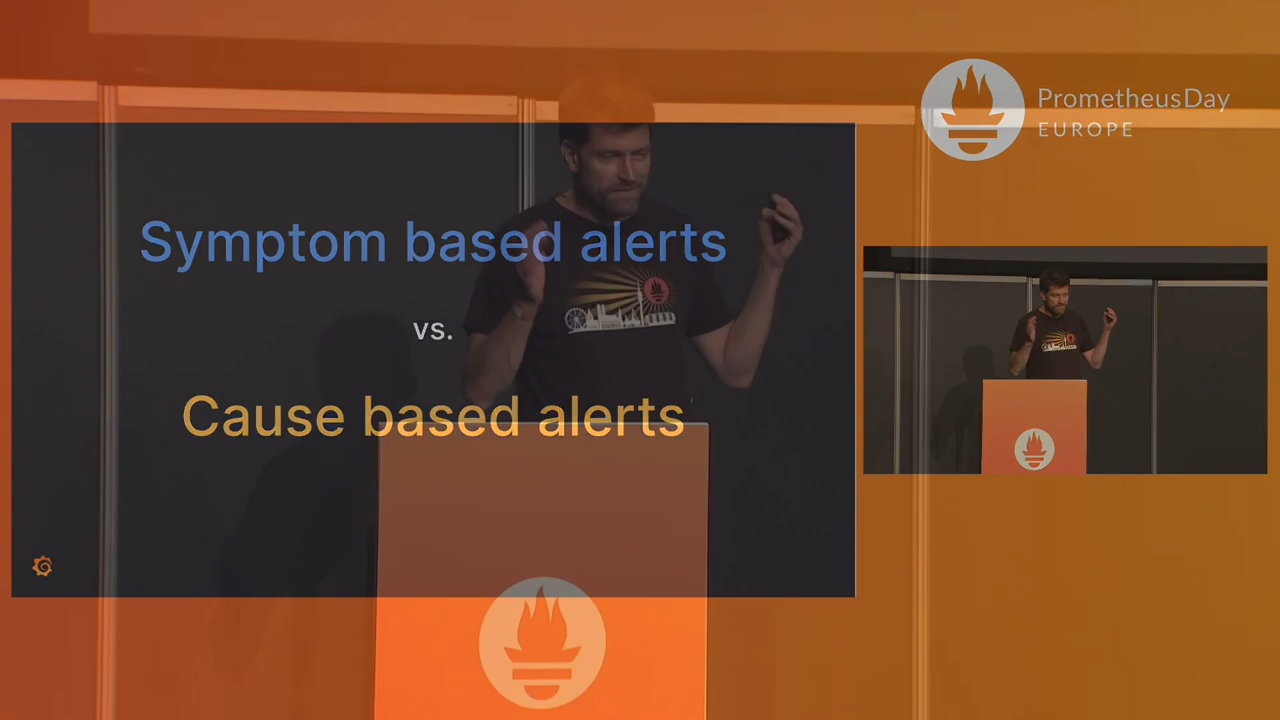 PrometheusDay
EUROPE
Symptom based alerts
vs.
Cause based alerts